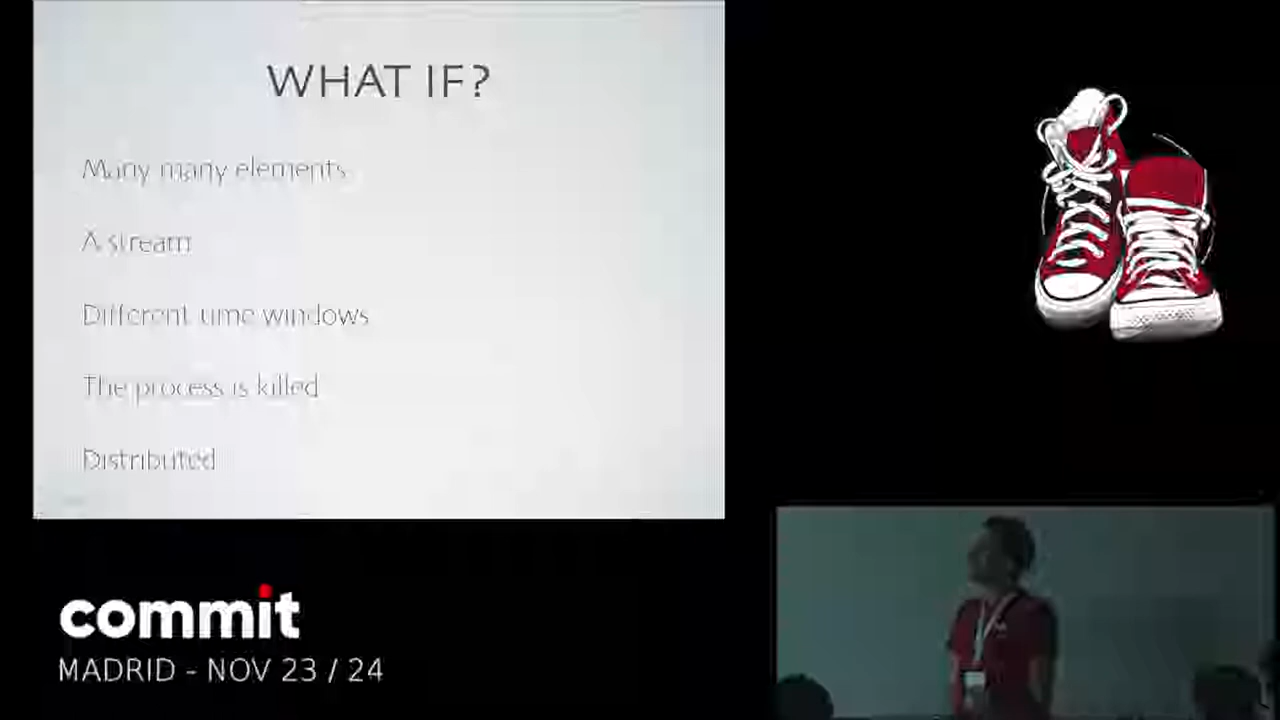 WHAT IF?
Many many elements
A stream
Different time windows
The process is killed
Distributed
commit
MADRID - NOV 23 / 24